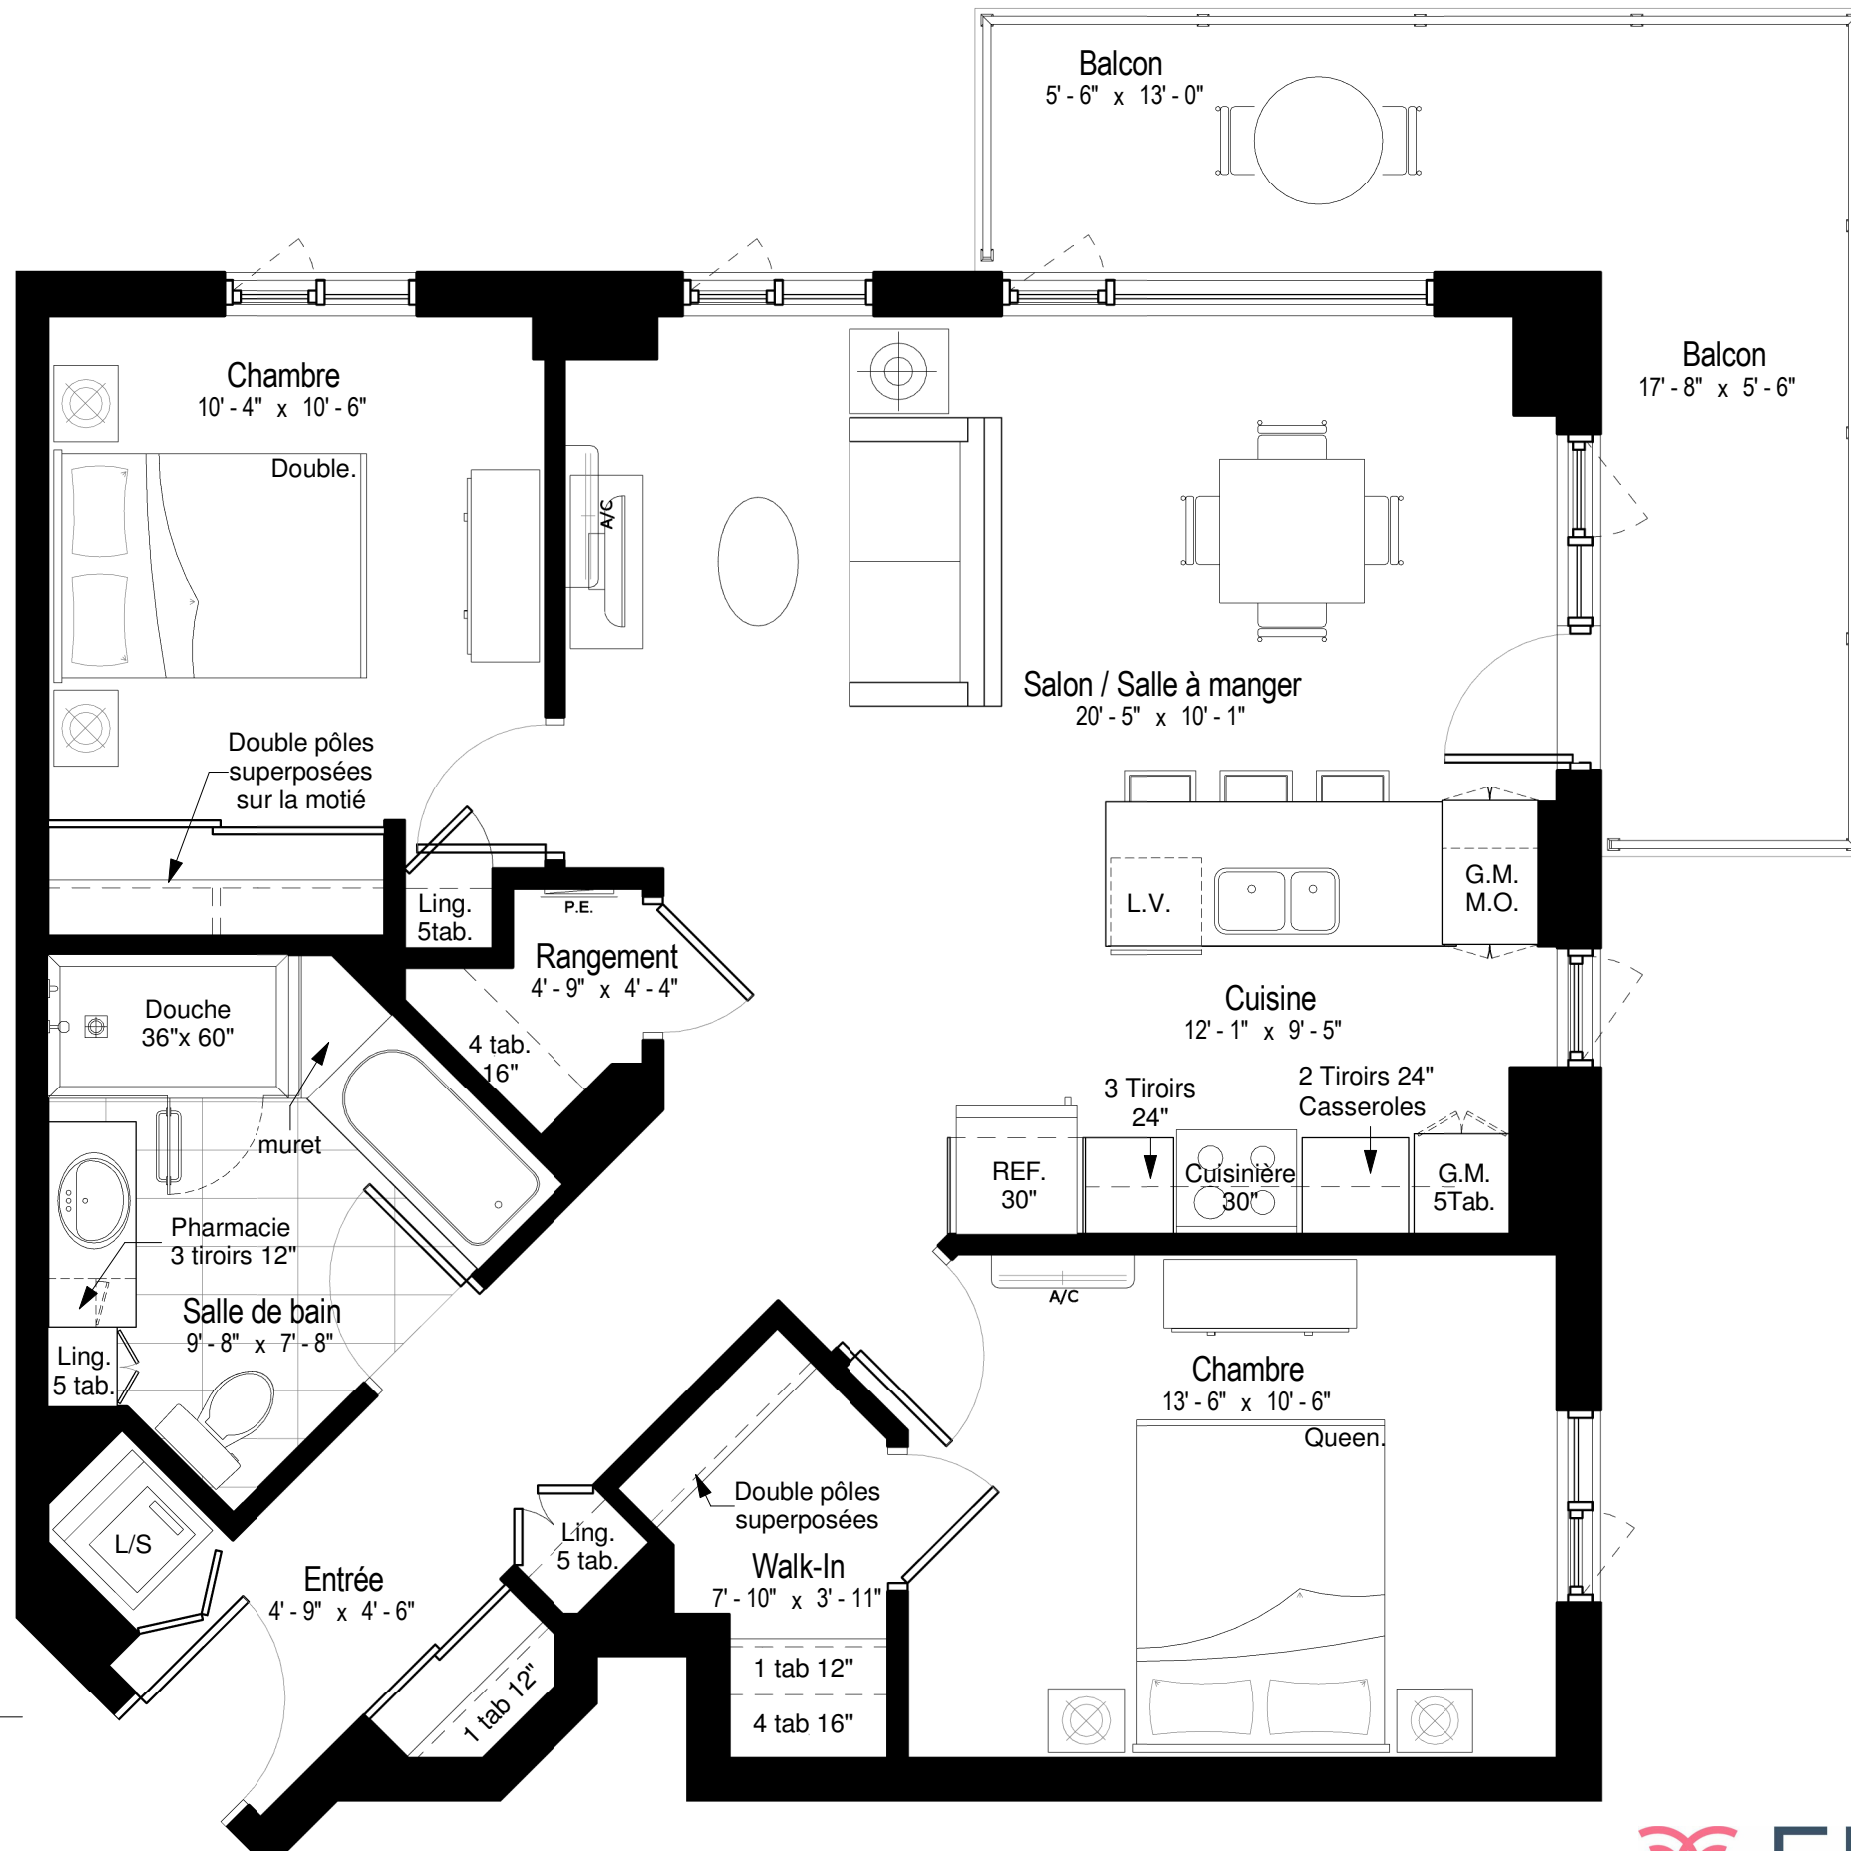 Balcon
5' - 6" x 13' - 0"
Balcon
17' - 8" x 5' - 6"
Chambre
10' - 4" x 10' - 6"
Double.
A/C
Salon / Salle à manger
20' - 5" x 10' - 1"
Double pôles
superposées
sur la motié
Ling.
5tab.
P.E.
Rangement
4' - 9" x 4' - 4"
4 tab.
16"
L.V.
G.M.
M.O.
Cuisine
12' - 1" x 9' - 5"
Douche
36"x 60"
muret
3 Tiroirs
24"
2 Tiroirs 24"
Casseroles
REF.
30"
Cuisinière
30"
G.M.
5Tab.
Pharmacie
3 tiroirs 12"
Salle de bain
9' - 8" x 7' - 8"
Ling.
5 tab.
A/C
Chambre
13' - 6" x 10' - 6"
Queen.
Double pôles
superposées
L/S
Ling.
5 tab.
Walk-In
7' - 10" x 3' - 11"
Entrée
4' - 9" x 4' - 6"
1 tab 12"
1 tab 12"
4 tab 16"